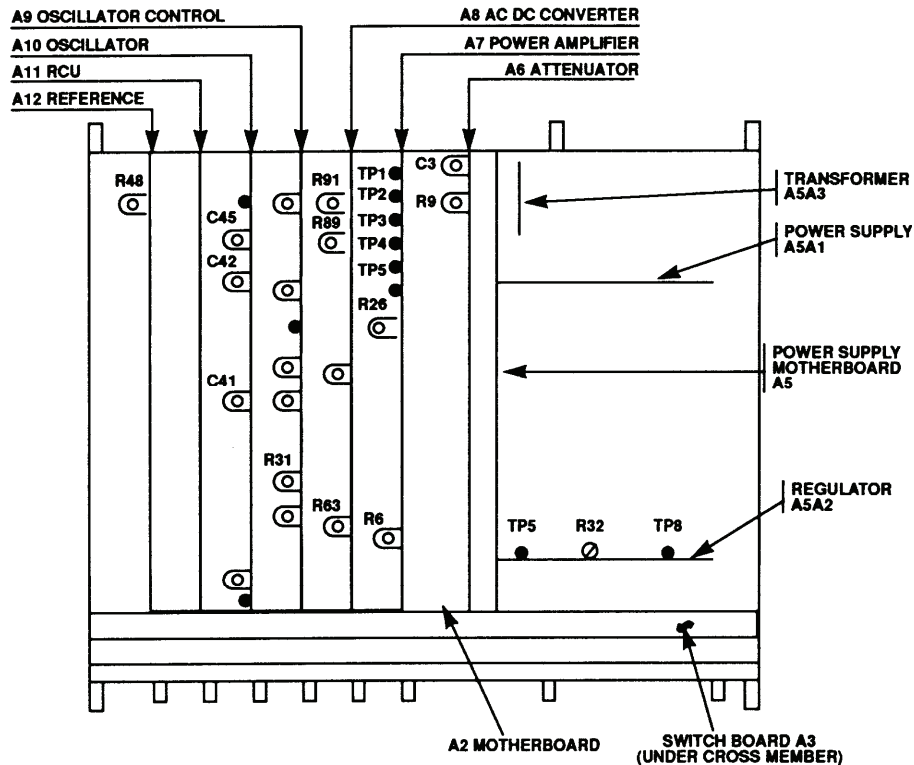 A9 OSCILLATOR CONTROL
A10 OSCILLATOR
A11 RCU
A12 REFERENCE
A8 AC DC CONVERTER
A7 POWER AMPLIFIER
A6 ATTENUATOR
R48
C45
C42
C41
R31
R91
R89
R63
TP1
TP2
TP3
TP4
TP5
R26
R6
C3
R9
TRANSFORMER
A5A3
POWER SUPPLY
A5A1
POWER SUPPLY
MOTHERBOARD
A5
REGULATOR
A5A2
TP5
R32
TP8
A2 MOTHERBOARD
SWITCH BOARD A3
(UNDER CROSS MEMBER)